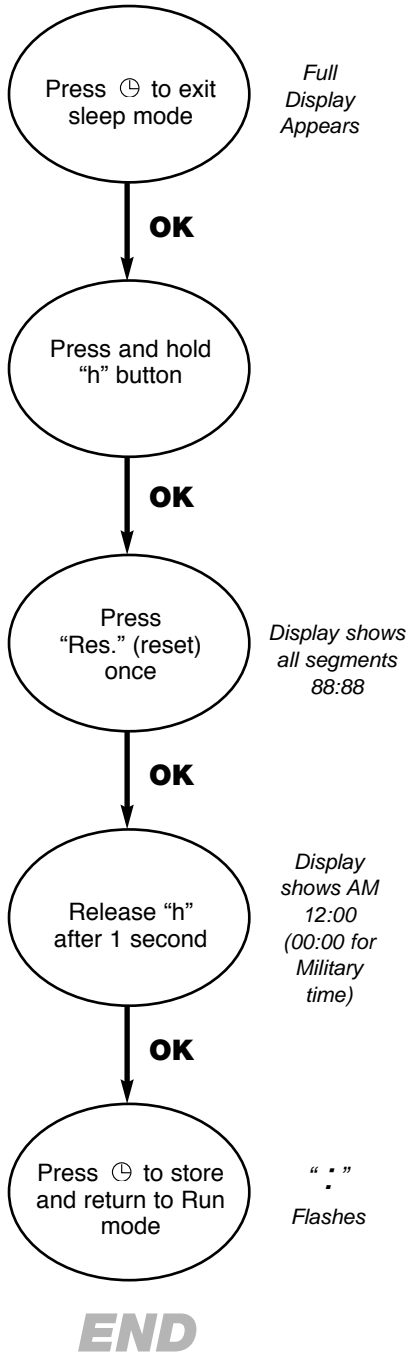 Press 🕒 to exit
sleep mode
Full
Display
Appears
OK
Press and hold
“h” button
OK
Press
“Res.” (reset)
once
Display shows
all segments
88:88
OK
Release “h”
after 1 second
Display
shows AM
12:00
(00:00 for
Military
time)
OK
Press 🕒 to store
and return to Run
mode
“ : ”
Flashes
END